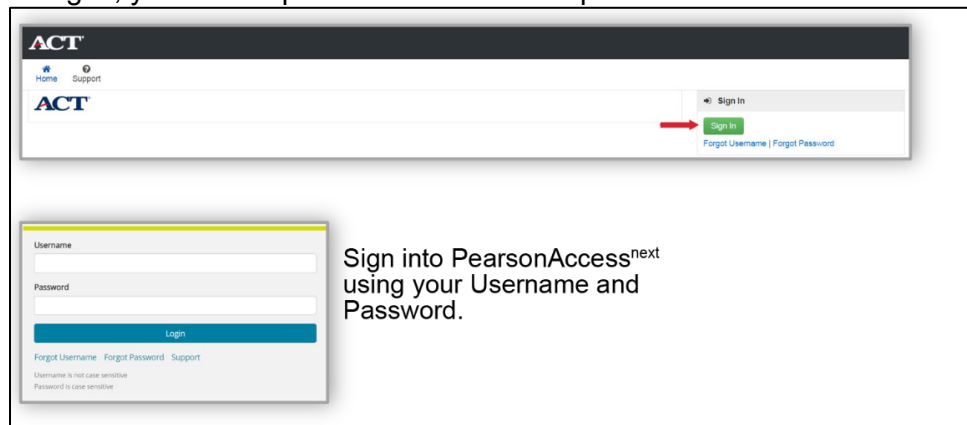 ACT
Home Support
ACT
Sign In
Sign In
Forgot Username | Forgot Password
Username
Password
Login
Forgot Username Forgot Password Support
Username is not case sensitive
Password is case sensitive
Sign into PearsonAccessnext
using your Username and
Password.